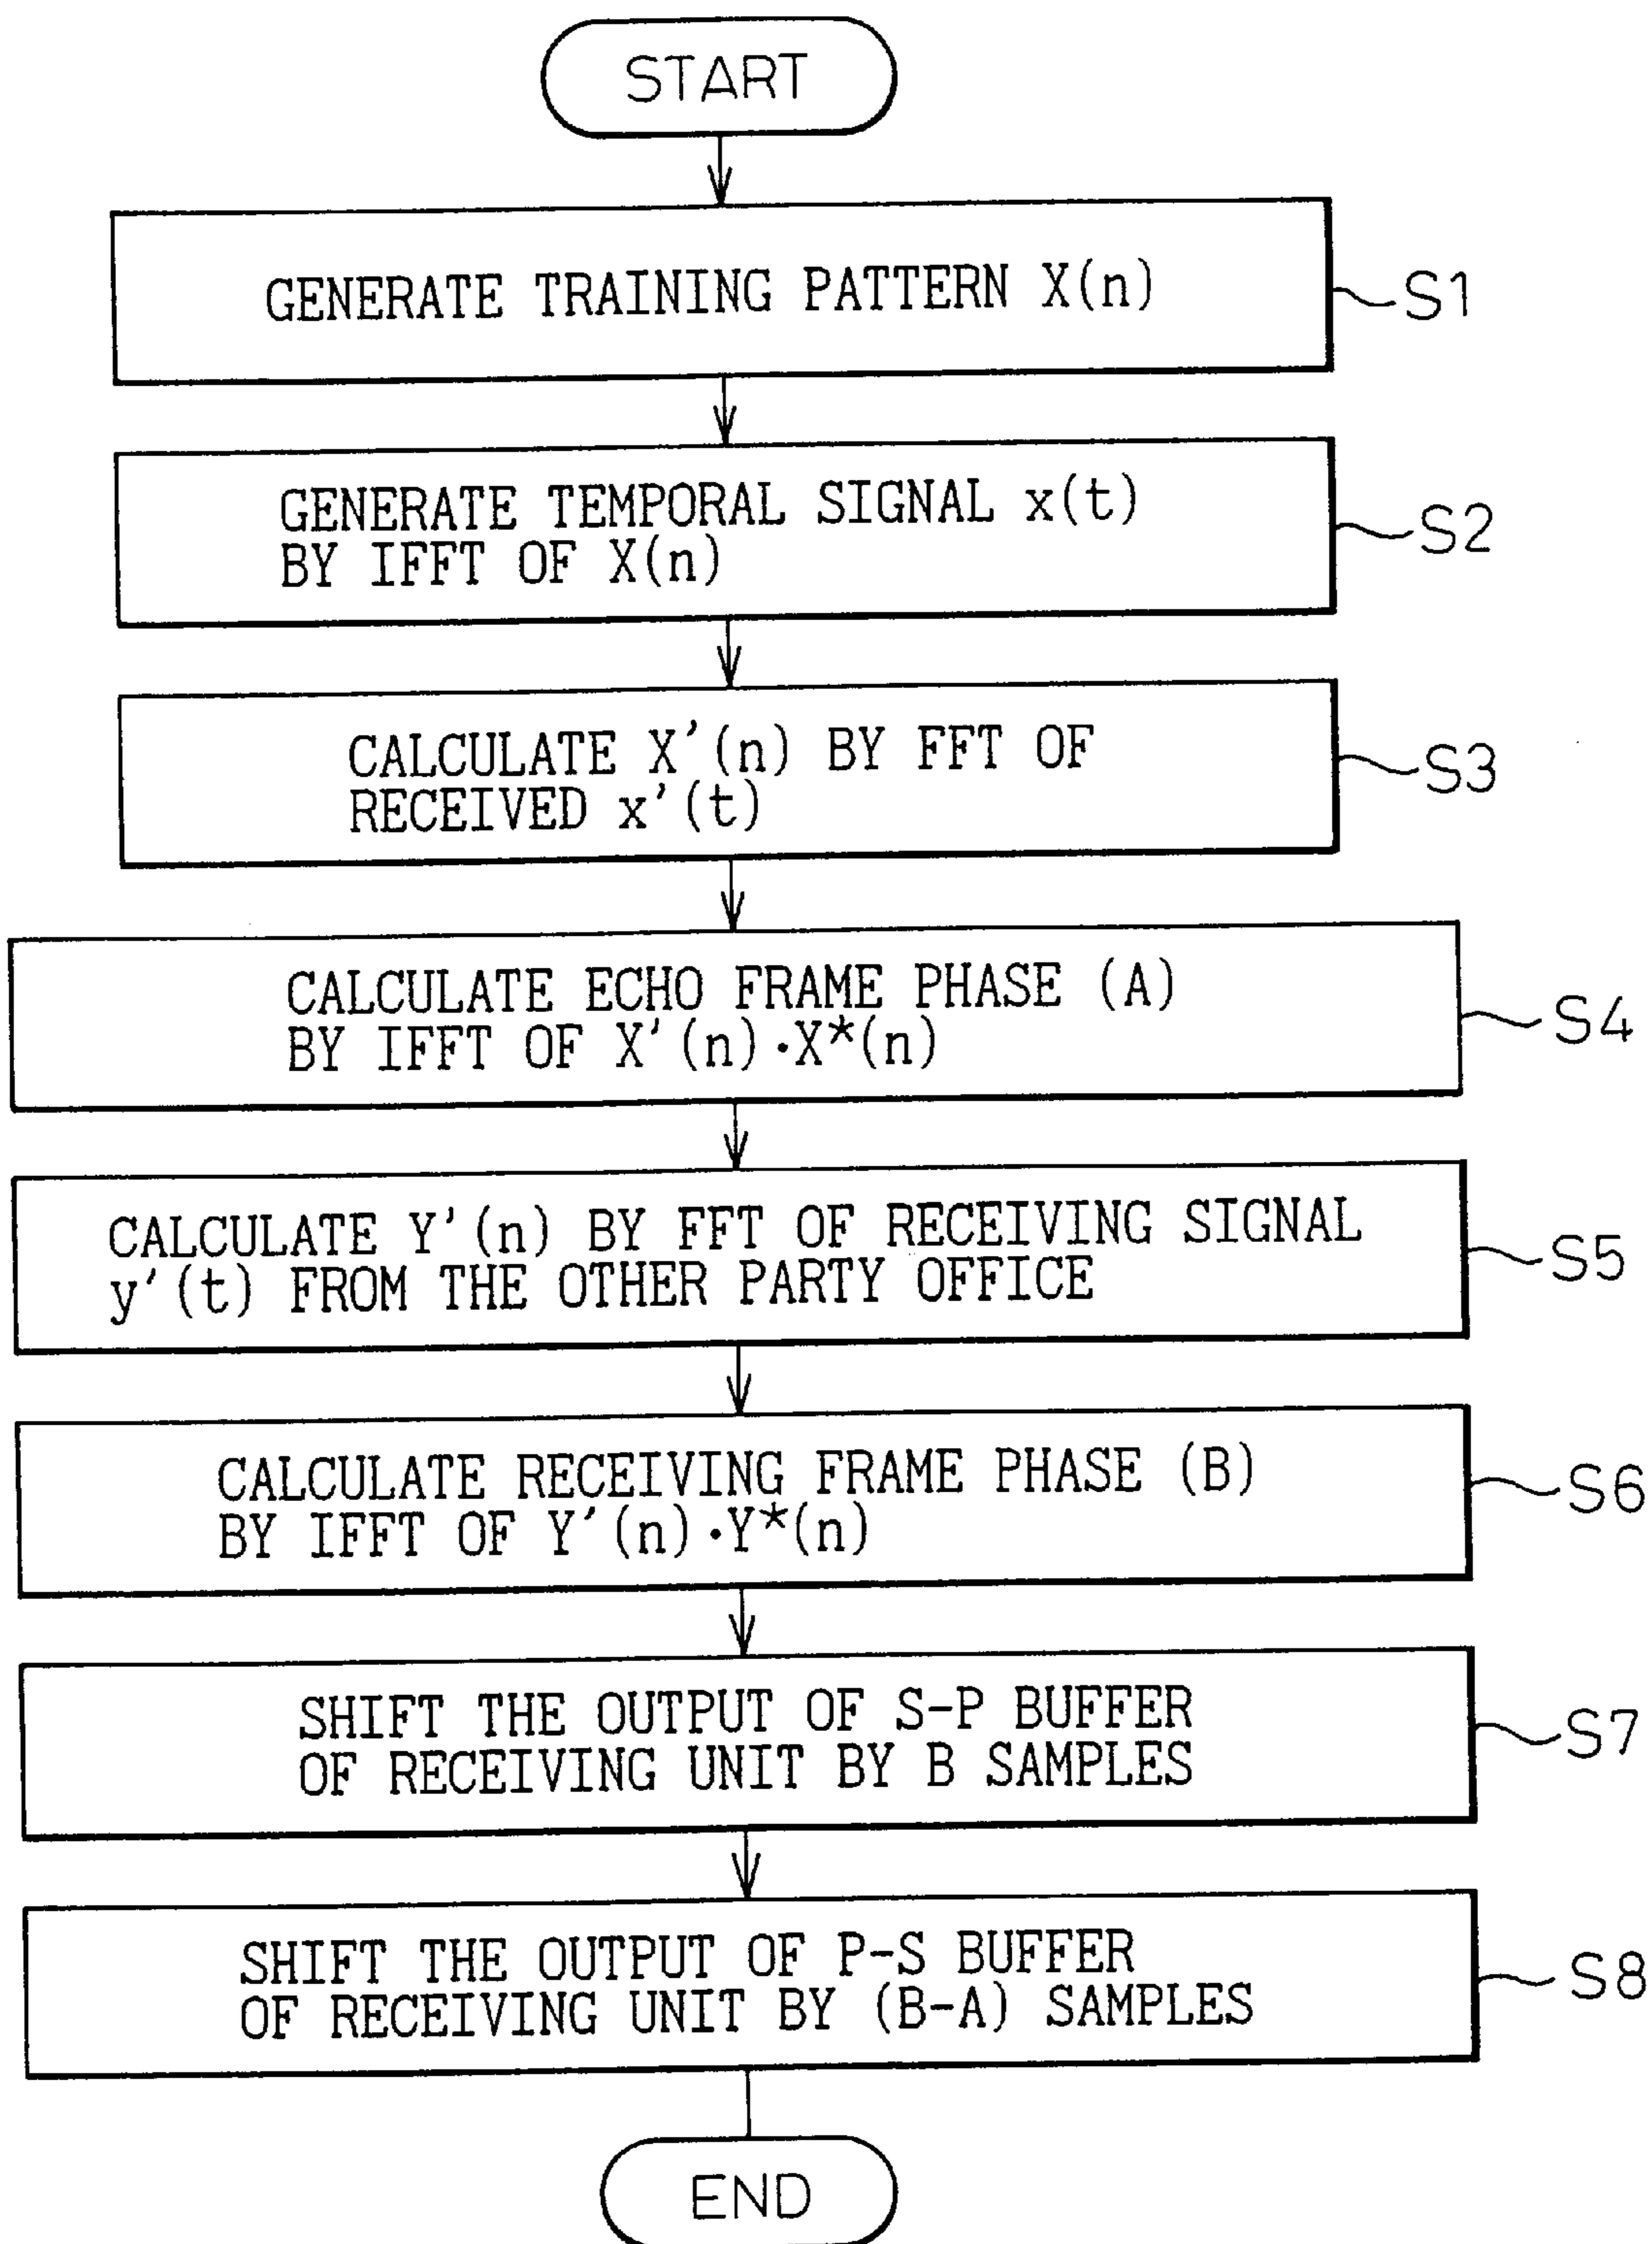 START
GENERATE TRAINING PATTERN X(n)
S1
GENERATE TEMPORAL SIGNAL x(t)
BY IFFT OF X(n)
S2
CALCULATE X'(n) BY FFT OF
RECEIVED x'(t)
S3
CALCULATE ECHO FRAME PHASE (A)
BY IFFT OF X'(n)·X*(n)
S4
CALCULATE Y'(n) BY FFT OF RECEIVING SIGNAL
y'(t) FROM THE OTHER PARTY OFFICE
S5
CALCULATE RECEIVING FRAME PHASE (B)
BY IFFT OF Y'(n)·Y*(n)
S6
SHIFT THE OUTPUT OF S-P BUFFER
OF RECEIVING UNIT BY B SAMPLES
S7
SHIFT THE OUTPUT OF P-S BUFFER
OF RECEIVING UNIT BY (B-A) SAMPLES
S8
END